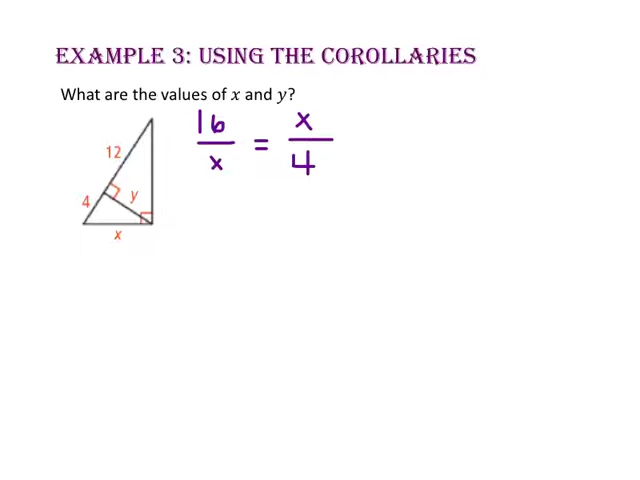 EXAMPLE 3: USING THE COROLLARIES
What are the values of x and y?
16/x = x/4
12
4
y
x